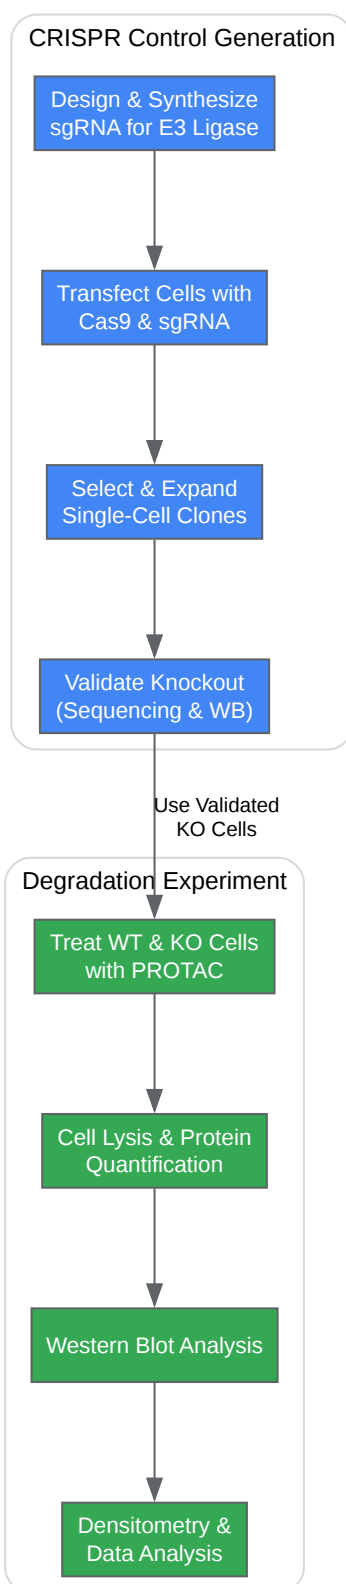 CRISPR Control Generation
Design & Synthesize
sgRNA for E3 Ligase
Transfect Cells with
Cas9 & sgRNA
Select & Expand
Single-Cell Clones
Validate Knockout
(Sequencing & WB)
Use Validated
KO Cells
Degradation Experiment
Treat WT & KO Cells
with PROTAC
Cell Lysis & Protein
Quantification
Western Blot Analysis
Densitometry &
Data Analysis